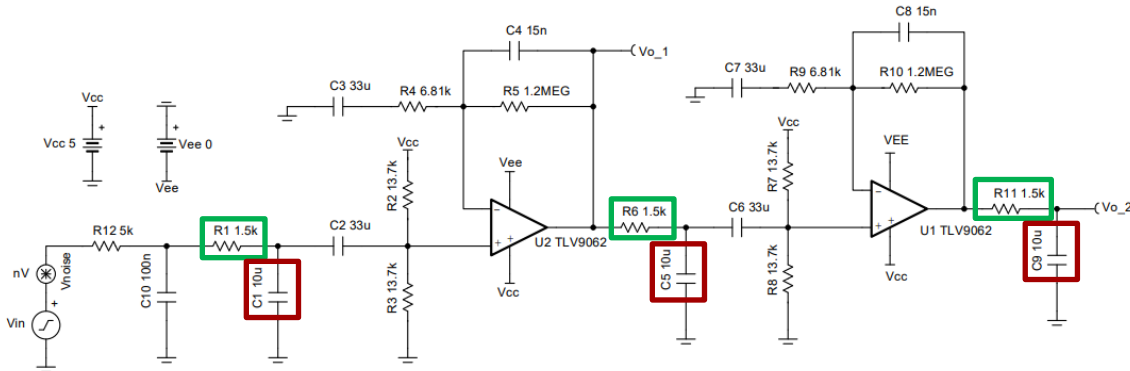 C4 15n
Vo_1
C3 33u
R4 6.81k
R5 1.2MEG
C8 15n
C7 33u
R9 6.81k
R10 1.2MEG
Vcc
Vcc 5
Vee 0
Vee
Vcc
R2 13.7k
Vee
U2 TLV9062
Vcc
R3 13.7k
Vcc
R7 13.7k
VEE
U1 TLV9062
Vcc
R8 13.7k
R12 5k
R1 1.5k
C2 33u
R6 1.5k
C6 33u
R11 1.5k
Vo_2
nV
Vnoise
C10 100n
C1 10u
C5 10u
C9 10u
Vin